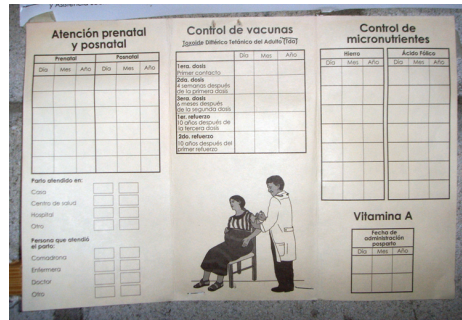 Atención prenatal
y posnatal
Prenatal Posnatal
Día Mes Año Día Mes Año
Parto atendido en:
Casa
Centro de salud
Hospital
Otro
Persona que atendió
el parto:
Comadrona
Enfermera
Doctor
Otro
Control de vacunas
Toxoide Diftérico Tetánico del Adulto (Tda)
Día Mes Año
1era. dosis
Primer contacto
2da. dosis
4 semanas después
de la primera dosis
3era. dosis
6 meses después
de la segunda dosis
1er. refuerzo
10 años después de
la tercera dosis
2do. refuerzo
10 años después del
primer refuerzo
Control de
micronutrientes
Hierro Ácido Fólico
Día Mes Año Día Mes Año
Vitamina A
Fecha de
administración
posparto
Día Mes Año